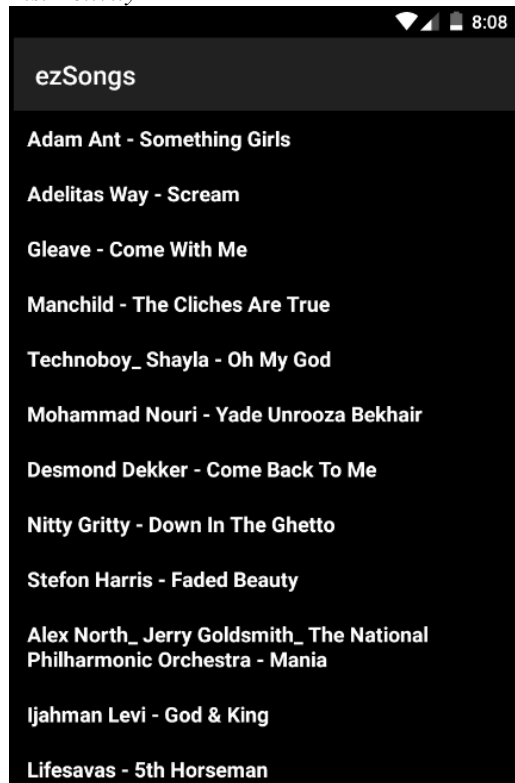 8:08
ezSongs
Adam Ant - Something Girls
Adelitas Way - Scream
Gleave - Come With Me
Manchild - The Cliches Are True
Technoboy_ Shayla - Oh My God
Mohammad Nouri - Yade Unrooza Bekhair
Desmond Dekker - Come Back To Me
Nitty Gritty - Down In The Ghetto
Stefon Harris - Faded Beauty
Alex North_ Jerry Goldsmith_ The National
Philharmonic Orchestra - Mania
Ijahman Levi - God & King
Lifesavas - 5th Horseman